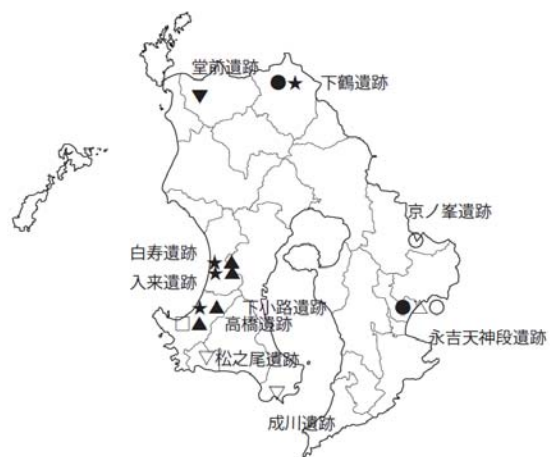 堂前遺跡
下鶴遺跡
京ノ峯遺跡
白寿遺跡
入来遺跡
下小路遺跡
高橋遺跡
永吉天神段遺跡
松之尾遺跡
成川遺跡